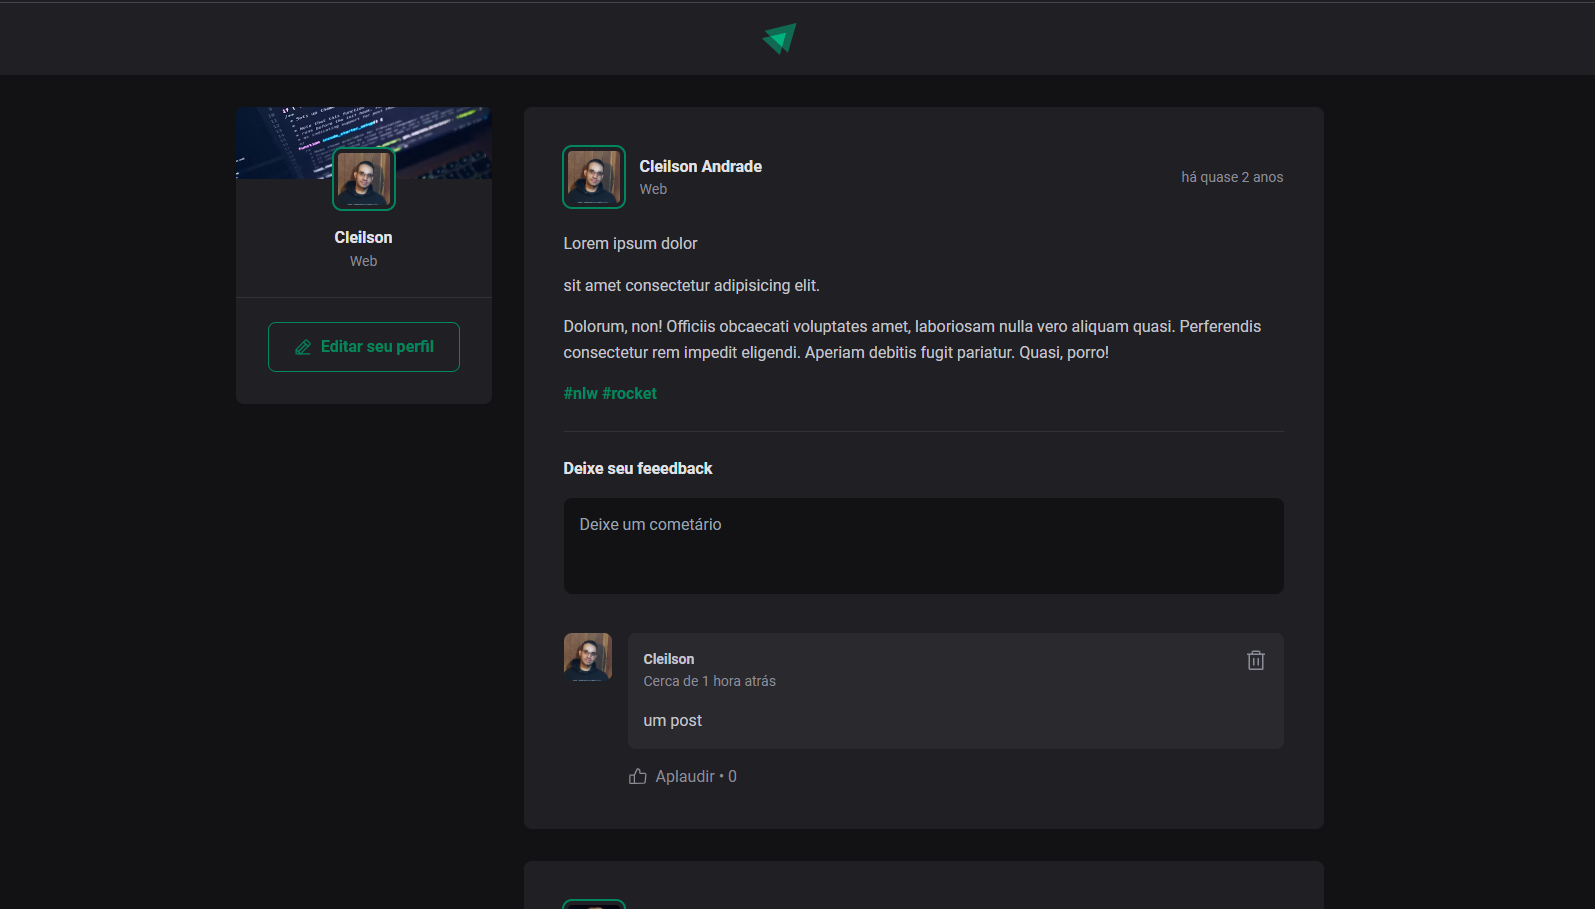 Cleilson
Web
Editar seu perfil
Cleilson Andrade
Web
há quase 2 anos
Lorem ipsum dolor
sit amet consectetur adipisicing elit.
Dolorum, non! Officiis obcaecati voluptates amet, laboriosam nulla vero aliquam quasi. Perferendis
consectetur rem impedit eligendi. Aperiam debitis fugit pariatur. Quasi, porro!
#nlw #rocket
Deixe seu feeedback
Deixe um cometário
Cleilson
Cerca de 1 hora atrás
um post
Aplaudir • 0